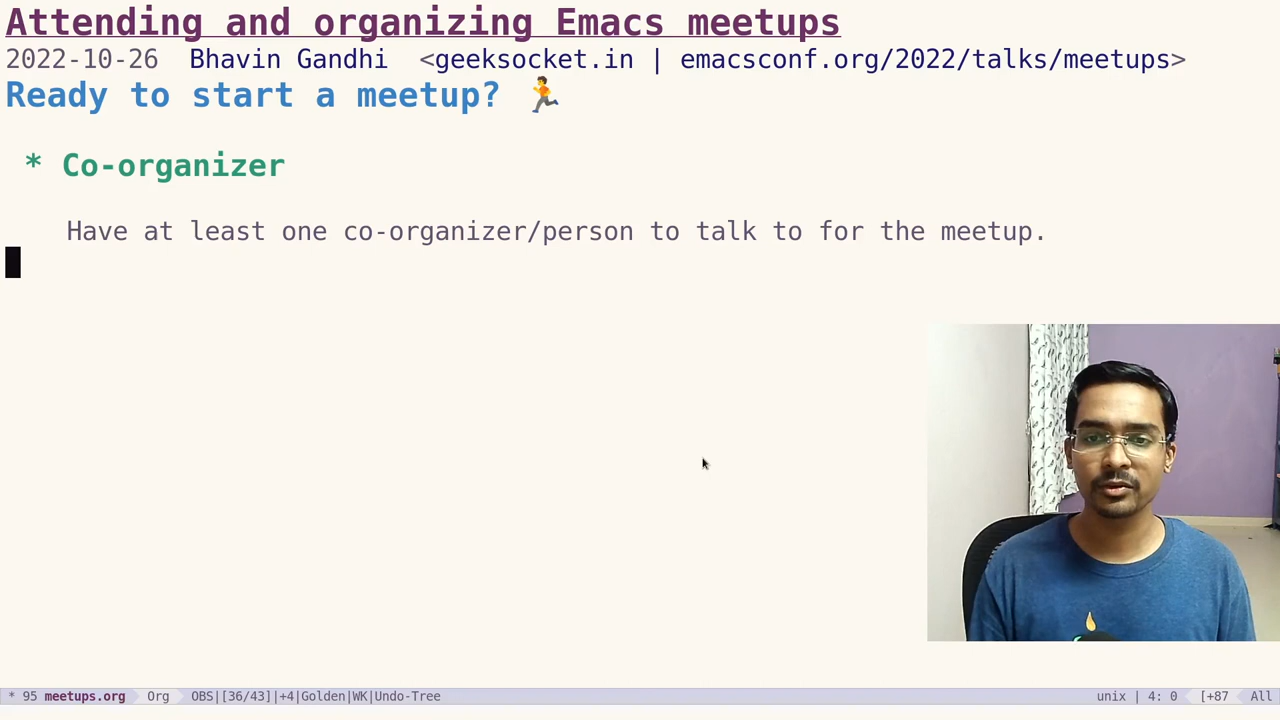 Attending and organizing Emacs meetups
2022-10-26 Bhavin Gandhi <geeksocket.in | emacsconf.org/2022/talks/meetups>
Ready to start a meetup? 🏃
* Co-organizer
Have at least one co-organizer/person to talk to for the meetup.
* 95 meetups.org Org OBS|[36/43]|+4|Golden|WK|Undo-Tree unix | 4: 0 [+87 All